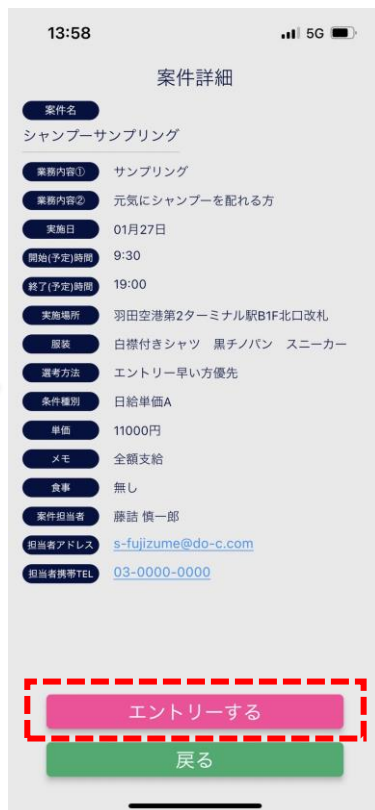 13:58 5G
案件詳細
案件名
シャンプーサンプリング
業務内容① サンプリング
業務内容② 元気にシャンプーを配れる方
実施日 01月27日
開始(予定)時間 9:30
終了(予定)時間 19:00
実施場所 羽田空港第2ターミナル駅B1F北口改札
服装 白襟付きシャツ 黒チノパン スニーカー
選考方法 エントリー早い方優先
条件種別 日給単価A
単価 11000円
メモ 全額支給
食事 無し
案件担当者 藤詰 慎一郎
担当者アドレス s-fujizume@do-c.com
担当者携帯TEL 03-0000-0000
エントリーする
戻る